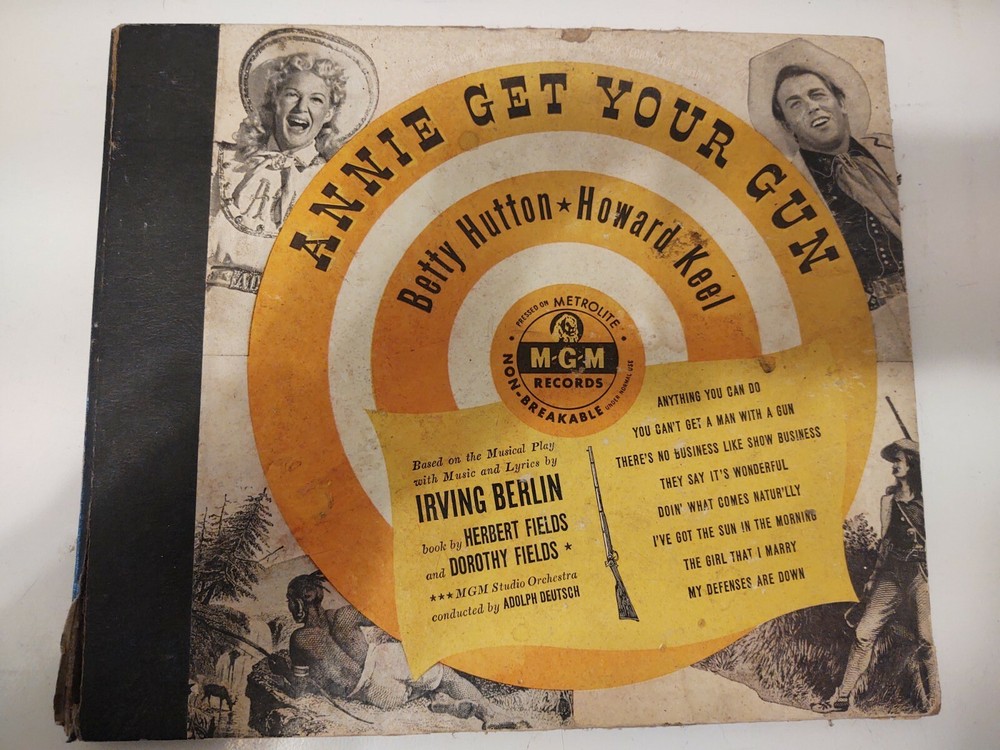 ANNIE GET YOUR GUN
Betty Hutton ★ Howard Keel
PRESSED ON METROLITE
M-G-M
RECORDS
NON-BREAKABLE UNDER NORMAL USE
Based on the Musical Play
with Music and Lyrics by
IRVING BERLIN
book by HERBERT FIELDS
and DOROTHY FIELDS ★
★★★ MGM Studio Orchestra
conducted by ADOLPH DEUTSCH
ANYTHING YOU CAN DO
YOU CAN'T GET A MAN WITH A GUN
THERE'S NO BUSINESS LIKE SHOW BUSINESS
THEY SAY IT'S WONDERFUL
DOIN' WHAT COMES NATUR'LLY
I'VE GOT THE SUN IN THE MORNING
THE GIRL THAT I MARRY
MY DEFENSES ARE DOWN